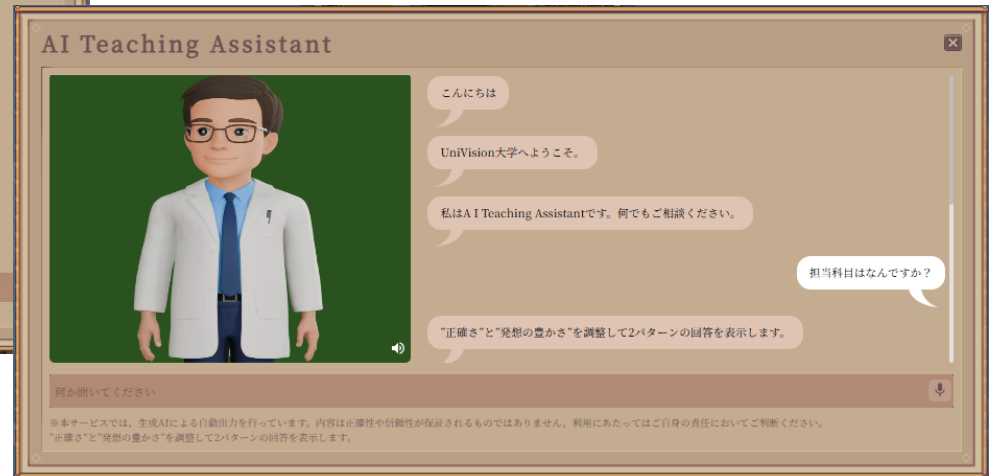 AI Teaching Assistant
こんにちは
UniVision大学へようこそ。
私はA I Teaching Assistantです。何でもご相談ください。
担当科目はなんですか？
"正確さ"と"発想の豊かさ"を調整して2パターンの回答を表示します。
何か聞いてください
※本サービスでは、生成AIによる自動出力を行っています。内容は正確性や信頼性が保証されるものではありません。利用にあたってはご自身の責任においてご判断ください。
"正確さ"と"発想の豊かさ"を調整して2パターンの回答を表示します。